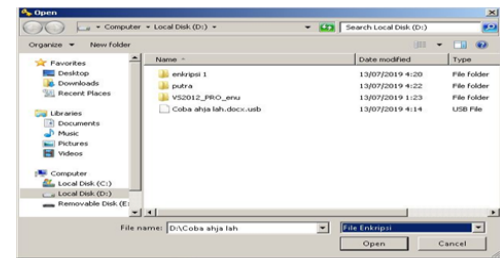 Open
Computer Local Disk (D:)
Search Local Disk (D:)
Organize New folder
Favorites
Desktop
Downloads
Recent Places
Libraries
Documents
Music
Pictures
Videos
Computer
Local Disk (C:)
Local Disk (D:)
Removable Disk (E:
Name Date modified Type
enkripsi 1 13/07/2019 4:20 File folder
putra 13/07/2019 4:22 File folder
VS2012_PRO_enu 13/07/2019 1:23 File folder
Coba ahja lah.docx.usb 13/07/2019 4:14 USB File
File name: D:\Coba ahja lah
File Enkripsi
Open Cancel